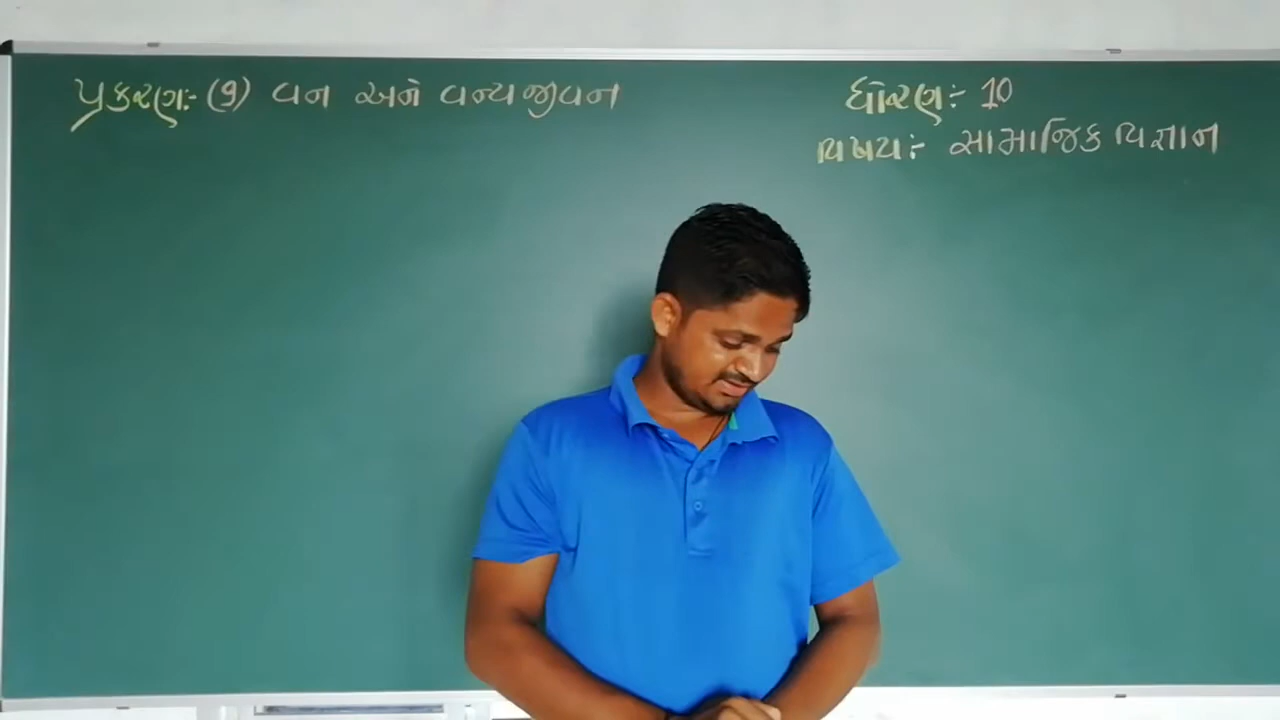 પ્રકરણ:- (9) વન અને વન્યજીવન
ધોરણ:- 10
વિષય:- સામાજિક વિજ્ઞાન